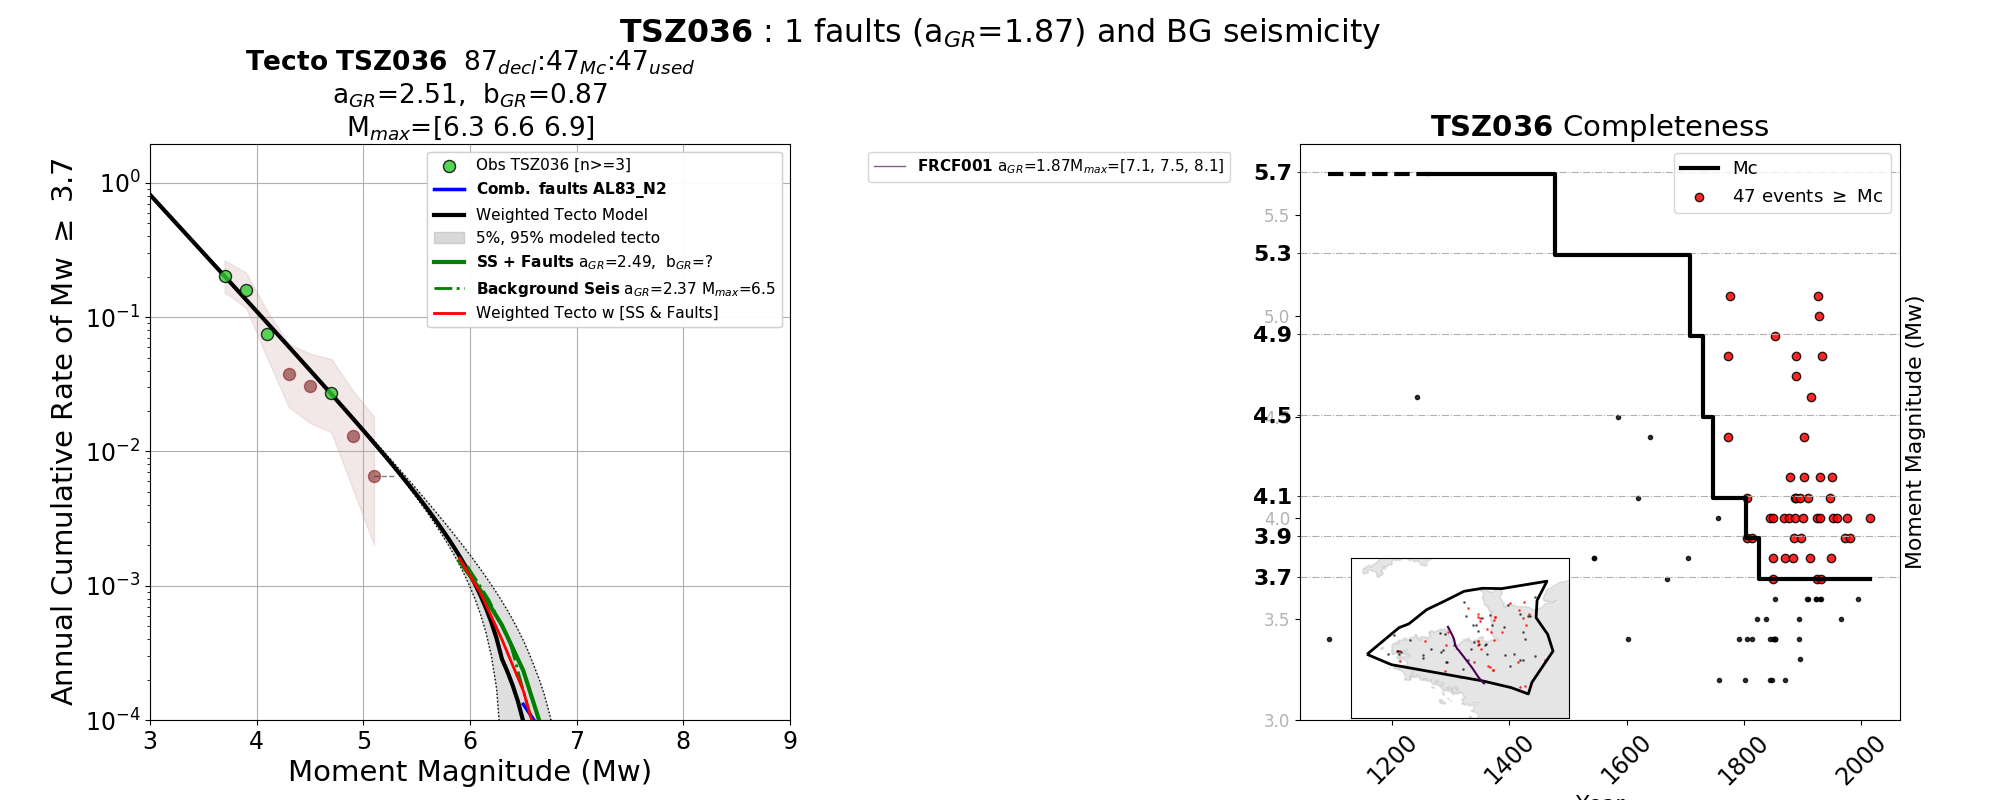 TSZ036 : 1 faults (aGR=1.87) and BG seismicity
Tecto TSZ036 87decl:47Mc:47used
aGR=2.51, bGR=0.87
Mmax=[6.3 6.6 6.9]
Annual Cumulative Rate of Mw ≥ 3.7
10^0
10^−1
10^−2
10^−3
10^−4
3 4 5 6 7 8 9
Moment Magnitude (Mw)
Obs TSZ036 [n>=3]
Comb. faults AL83_N2
Weighted Tecto Model
5%, 95% modeled tecto
SS + Faults aGR=2.49, bGR=?
Background Seis aGR=2.37 Mmax=6.5
Weighted Tecto w [SS & Faults]
FRCF001 aGR=1.87Mmax=[7.1, 7.5, 8.1]
TSZ036 Completeness
Mc
47 events ≥ Mc
5.7
5.5
5.3
5.0
4.9
4.5
4.1
4.0
3.9
3.7
3.5
3.0
1200 1400 1600 1800 2000
Year
Moment Magnitude (Mw)